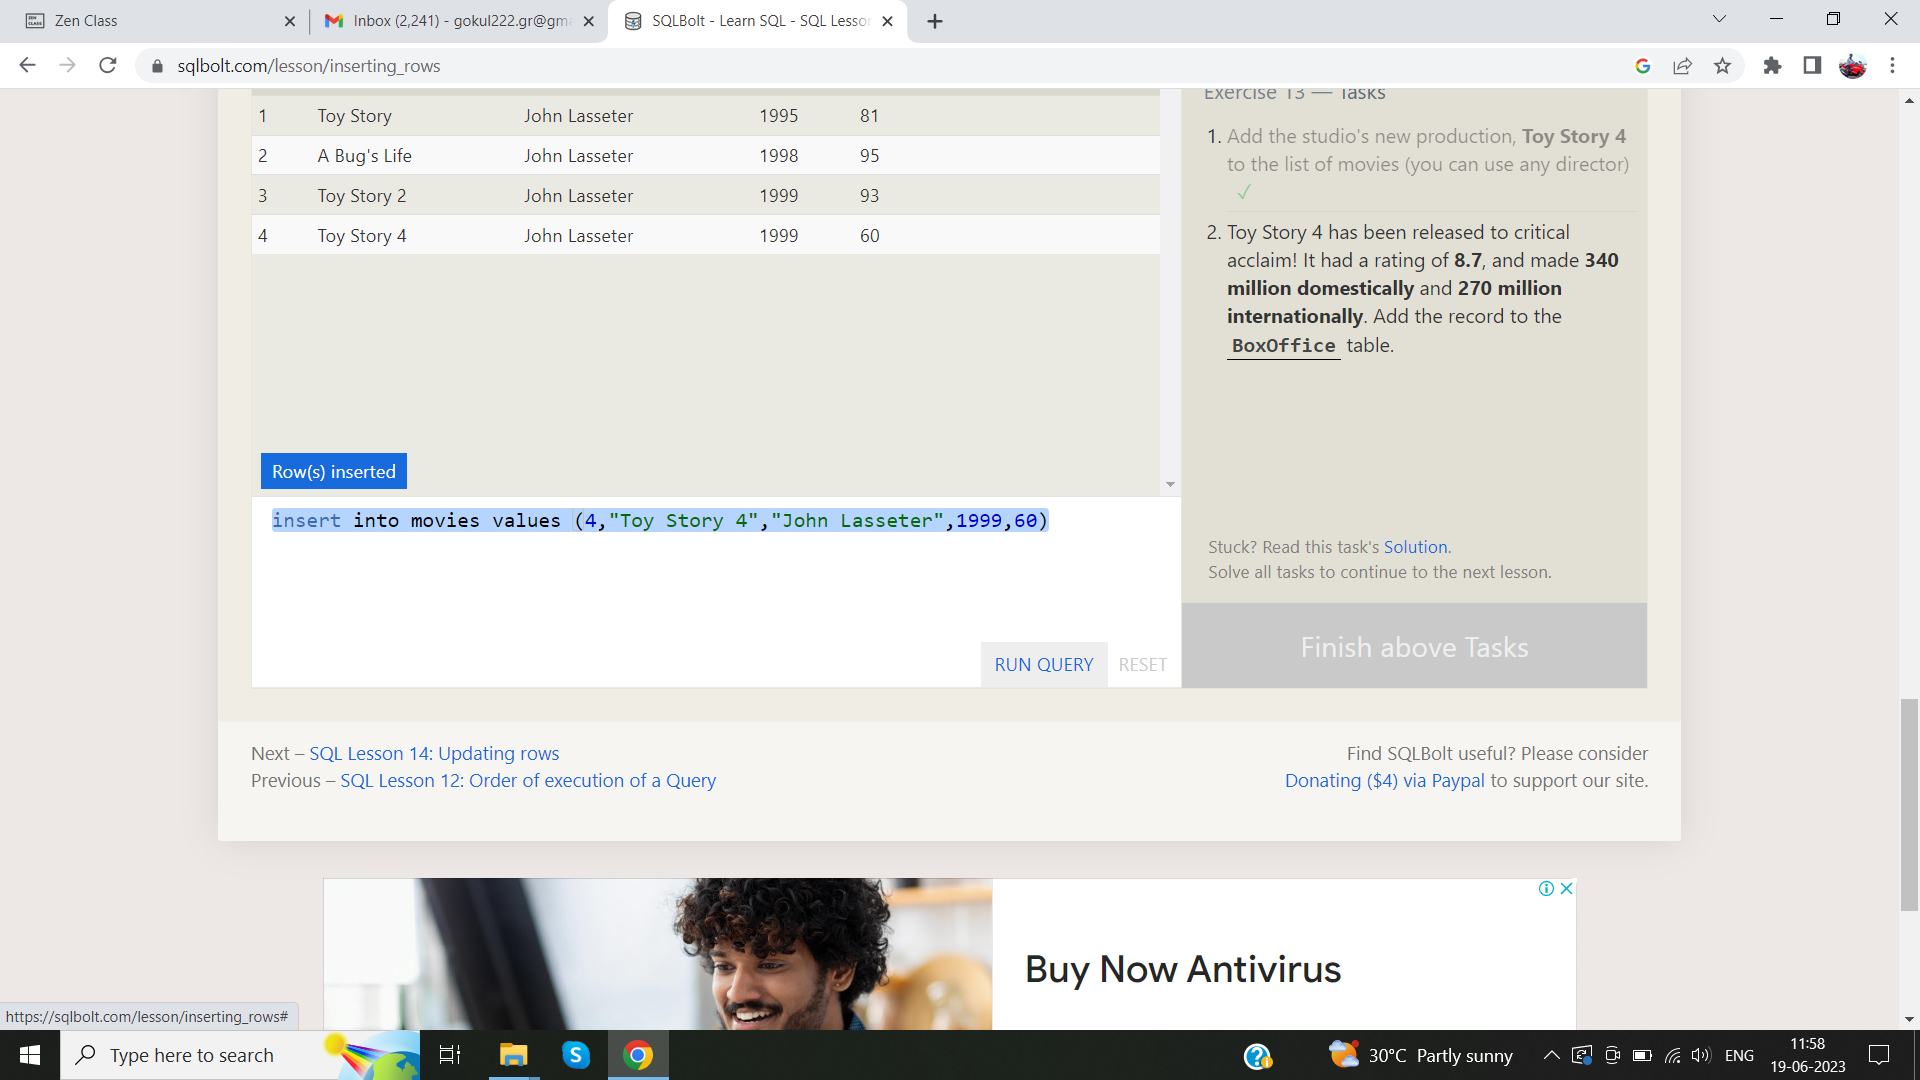 Zen Class
Inbox (2,241) - gokul222.gr@gm
SQLBolt - Learn SQL - SQL Lesson
sqlbolt.com/lesson/inserting_rows
1 Toy Story John Lasseter 1995 81
2 A Bug's Life John Lasseter 1998 95
3 Toy Story 2 John Lasseter 1999 93
4 Toy Story 4 John Lasseter 1999 60
Row(s) inserted
insert into movies values (4,"Toy Story 4","John Lasseter",1999,60)
RUN QUERY RESET
Exercise 13 — Tasks
1. Add the studio's new production, Toy Story 4
to the list of movies (you can use any director)
✓
2. Toy Story 4 has been released to critical
acclaim! It had a rating of 8.7, and made 340
million domestically and 270 million
internationally. Add the record to the
BoxOffice table.
Stuck? Read this task's Solution.
Solve all tasks to continue to the next lesson.
Finish above Tasks
Next – SQL Lesson 14: Updating rows
Previous – SQL Lesson 12: Order of execution of a Query
Find SQLBolt useful? Please consider
Donating ($4) via Paypal to support our site.
Buy Now Antivirus
https://sqlbolt.com/lesson/inserting_rows#
Type here to search
30°C Partly sunny
ENG
11:58
19-06-2023